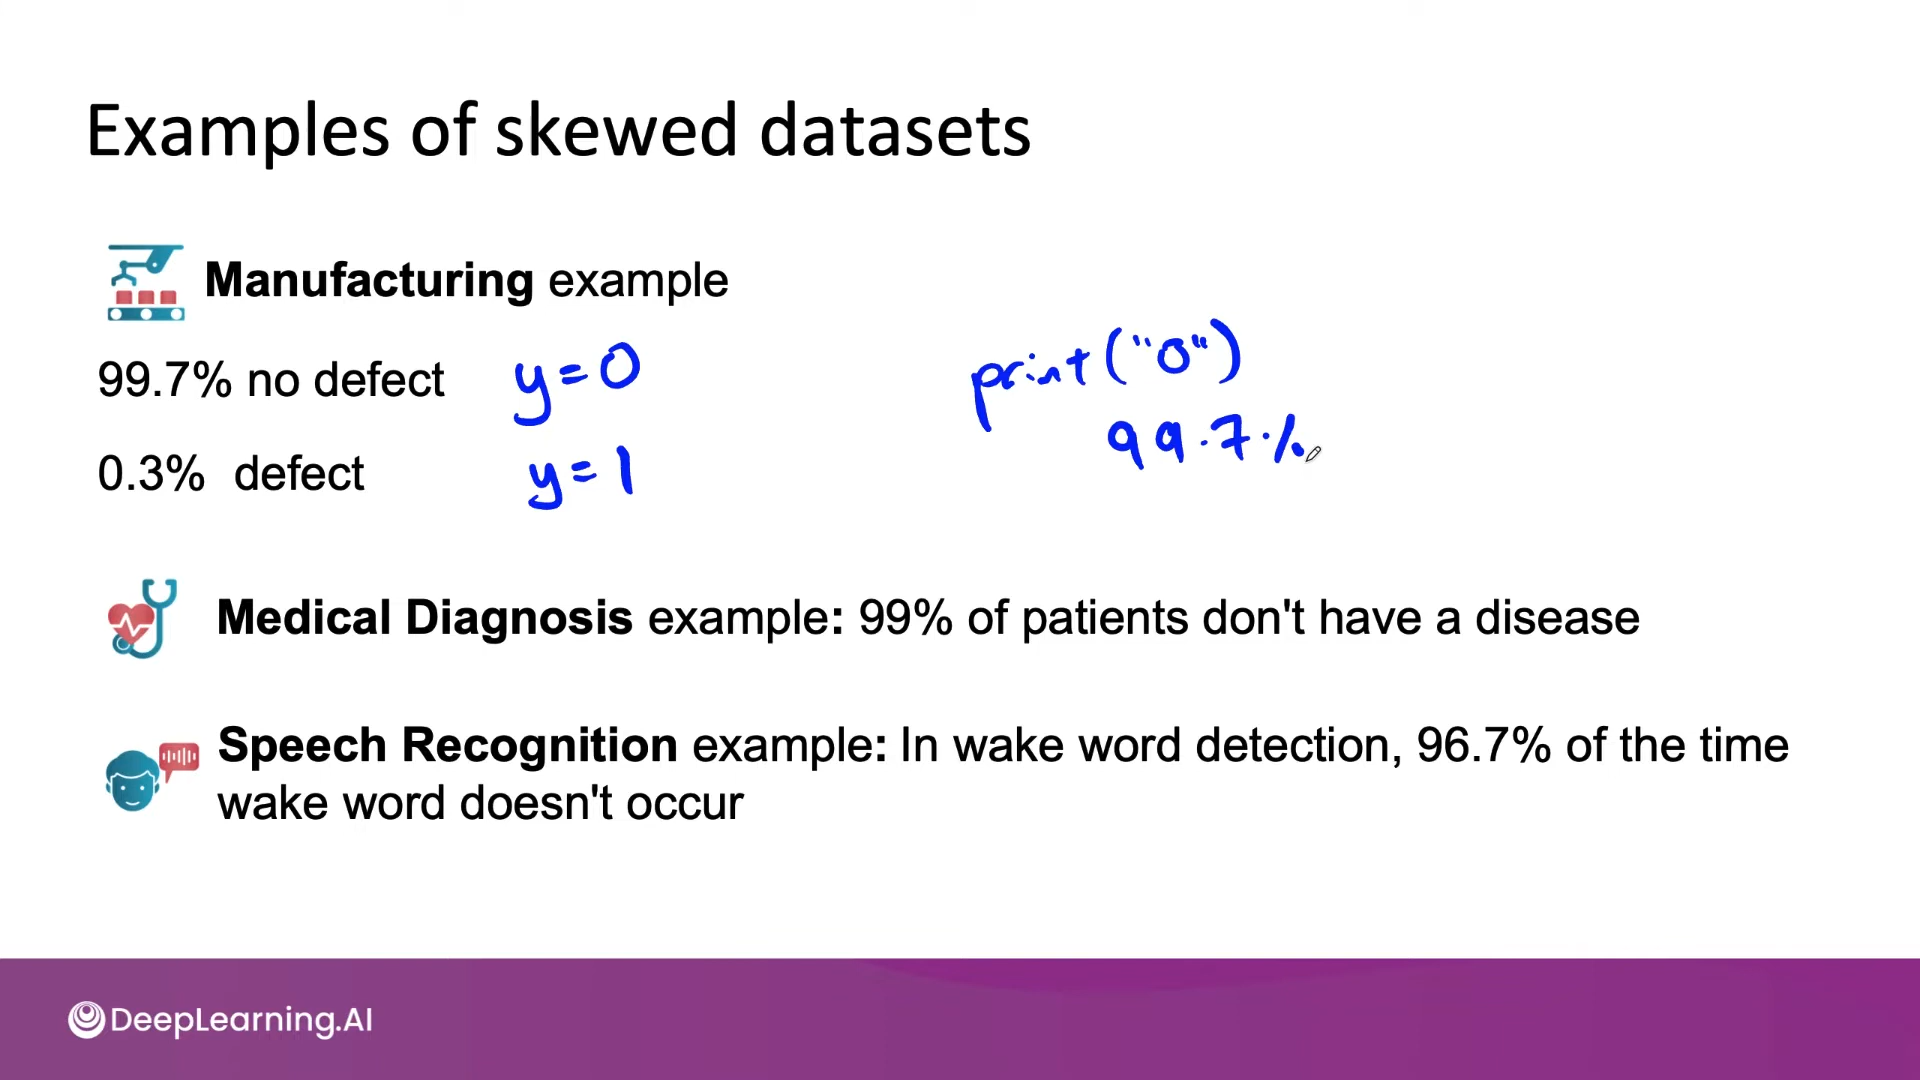 Examples of skewed datasets
Manufacturing example
99.7% no defect y=0
print("0")
99.7%
0.3% defect y=1
Medical Diagnosis example: 99% of patients don't have a disease
Speech Recognition example: In wake word detection, 96.7% of the time
wake word doesn't occur
DeepLearning.AI